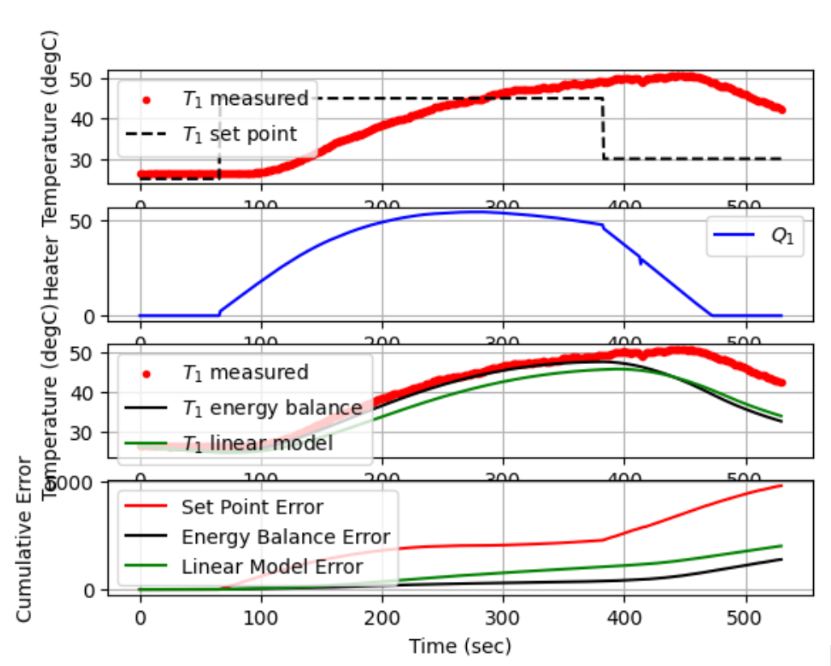 Temperature (degC)
50
40
30
T₁ measured
T₁ set point
0 100 200 300 400 500
Heater
50
0
Q₁
0 100 200 300 400 500
Temperature (degC)
50
40
30
T₁ measured
T₁ energy balance
T₁ linear model
0 100 200 300 400 500
Cumulative Error
5000
0
Set Point Error
Energy Balance Error
Linear Model Error
0 100 200 300 400 500
Time (sec)